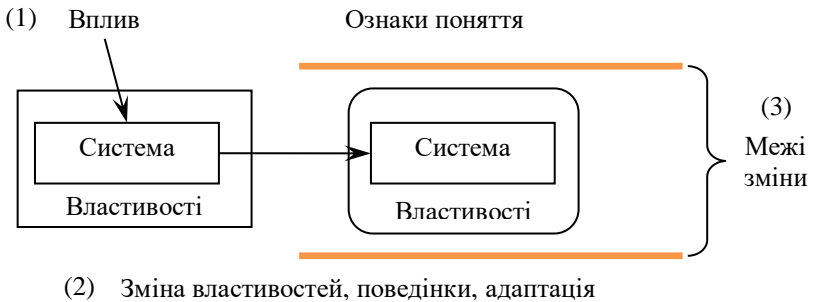 (1) Вплив
Ознаки поняття
(3)
Межі
зміни
Система
Властивості
Система
Властивості
(2) Зміна властивостей, поведінки, адаптація